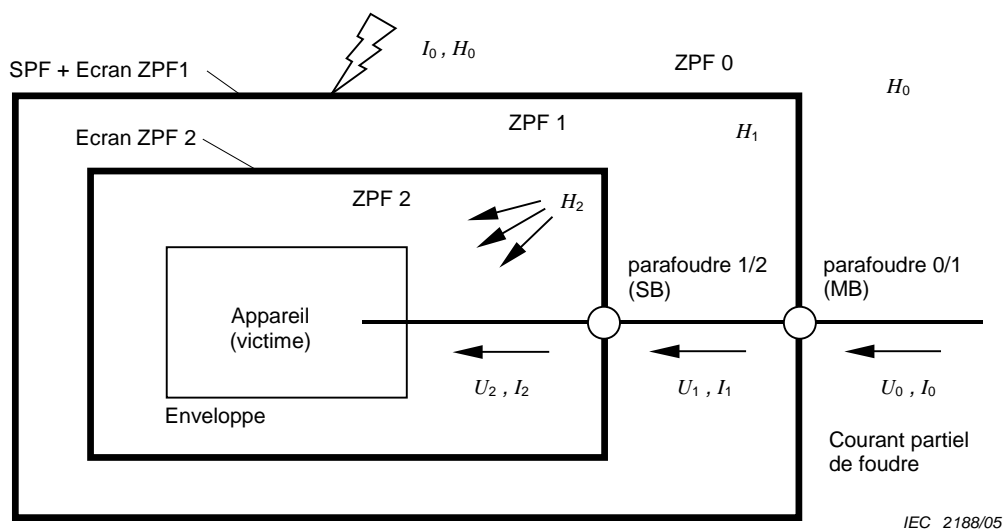 I0 , H0
ZPF 0
SPF + Ecran ZPF1
H0
ZPF 1
H1
Ecran ZPF 2
ZPF 2
H2
parafoudre 1/2
(SB)
parafoudre 0/1
(MB)
Appareil
(victime)
U2 , I2
U1 , I1
U0 , I0
Enveloppe
Courant partiel
de foudre
IEC 2188/05